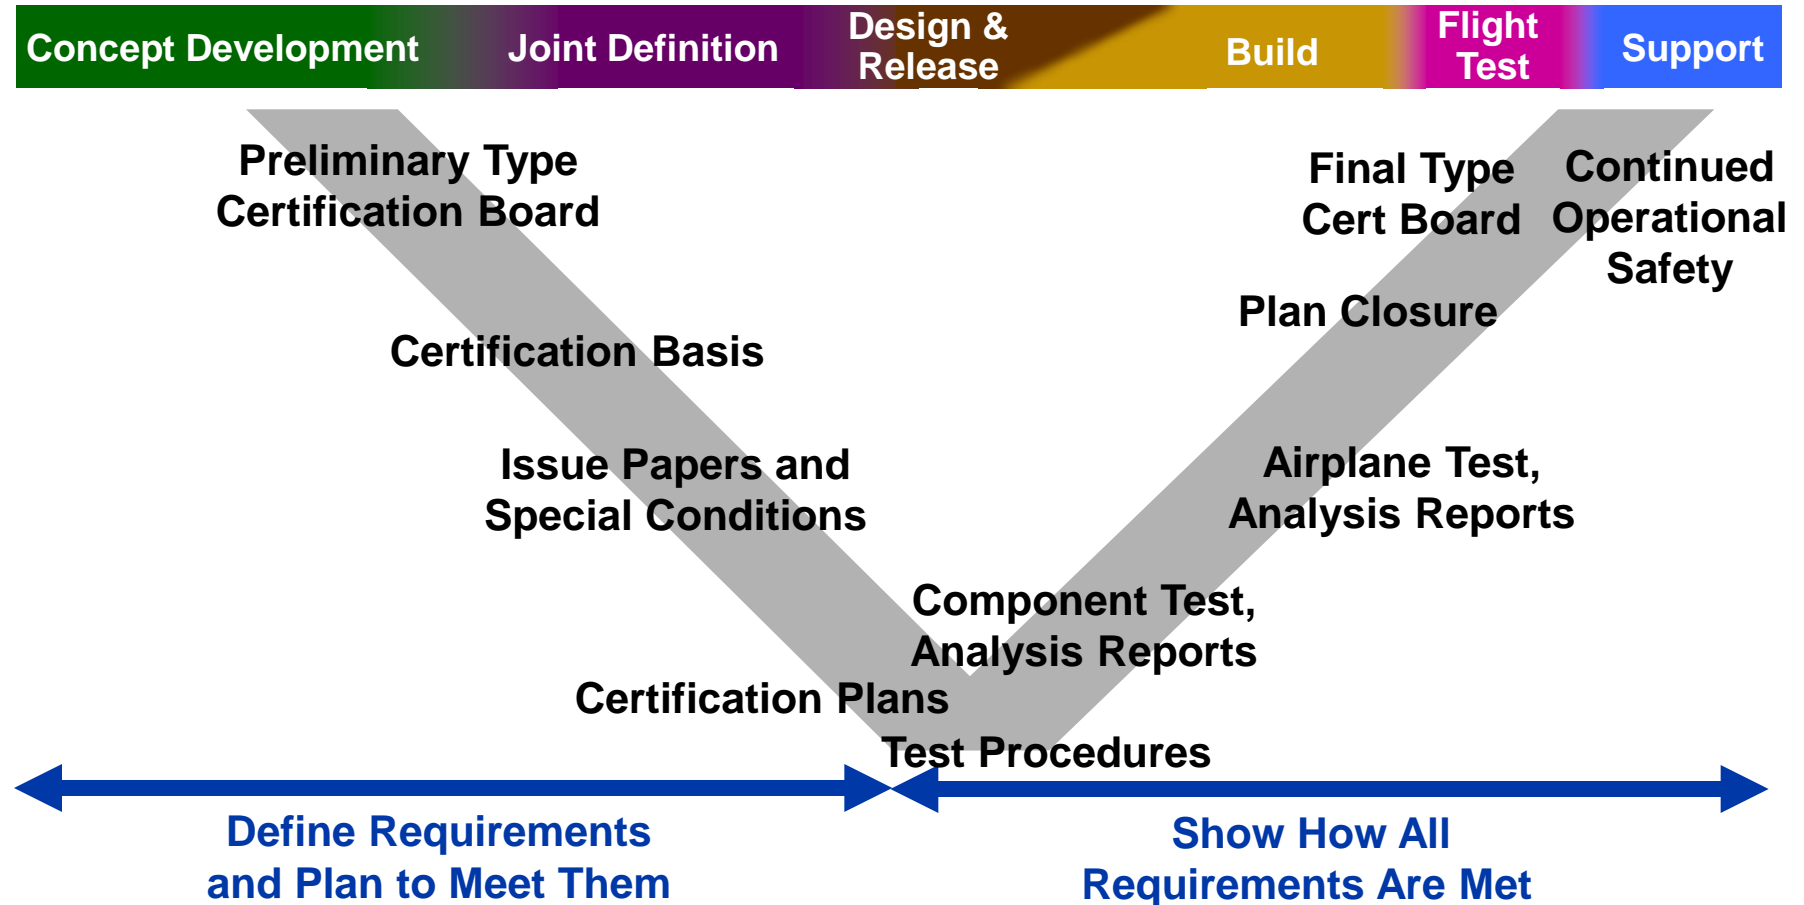 Concept Development
Joint Definition
Design &
Release
Build
Flight
Test
Support
Preliminary Type
Certification Board
Final Type
Cert Board
Continued
Operational
Safety
Plan Closure
Certification Basis
Issue Papers and
Special Conditions
Airplane Test,
Analysis Reports
Component Test,
Analysis Reports
Certification Plans
Test Procedures
Define Requirements
and Plan to Meet Them
Show How All
Requirements Are Met